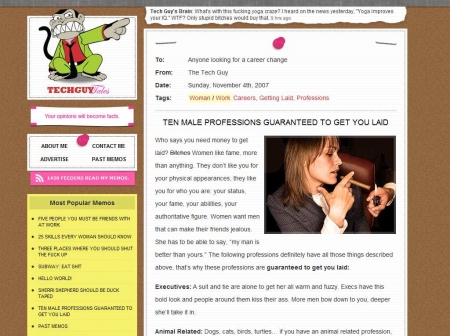 Tech Guy's Brain: What's with this fucking yoga craze? I heard on the news yesterday, "Yoga improves
your IQ." WTF? Only stupid bitches would buy that. 5 hrs ago
TECHGUYTales
Your opinions will become facts.
ABOUT ME
CONTACT ME
ADVERTISE
PAST MEMOS
1438 FEEDERS READ MY MEMOS.
Most Popular Memos
FIVE PEOPLE YOU MUST BE FRIENDS WITH
AT WORK
25 SKILLS EVERY WOMAN SHOULD KNOW
THREE PLACES WHERE YOU SHOULD SHUT
THE FUCK UP
SUBWAY: EAT SHIT
HELLO WORLD!
SHERRI SHEPHERD SHOULD BE DUCK
TAPED
TEN MALE PROFESSIONS GUARANTEED TO
GET YOU LAID
PAST MEMOS
To: Anyone looking for a career change
From: The Tech Guy
Date: Sunday, November 4th, 2007
Tags: Woman / Work Careers, Getting Laid, Professions
TEN MALE PROFESSIONS GUARANTEED TO GET YOU LAID
Who says you need money to get
laid? Bitches Women like fame, more
than anything. They don't like you for
your physical appearances, they like
you for who you are: your status,
your fame, your abilities, your
authoritative figure. Women want men
that can make their friends jealous.
She has to be able to say, "my man is
better than yours." The following professions definitely have all those things described
above, that's why these professions are guaranteed to get you laid:
Executives: A suit and tie are alone to get her all warm and fuzzy. Execs have this
bold look and people around them kiss their ass. More men bow down to you, deeper
she'll take it in.
Animal Related: Dogs, cats, birds, turtles... if you have an animal related profession,